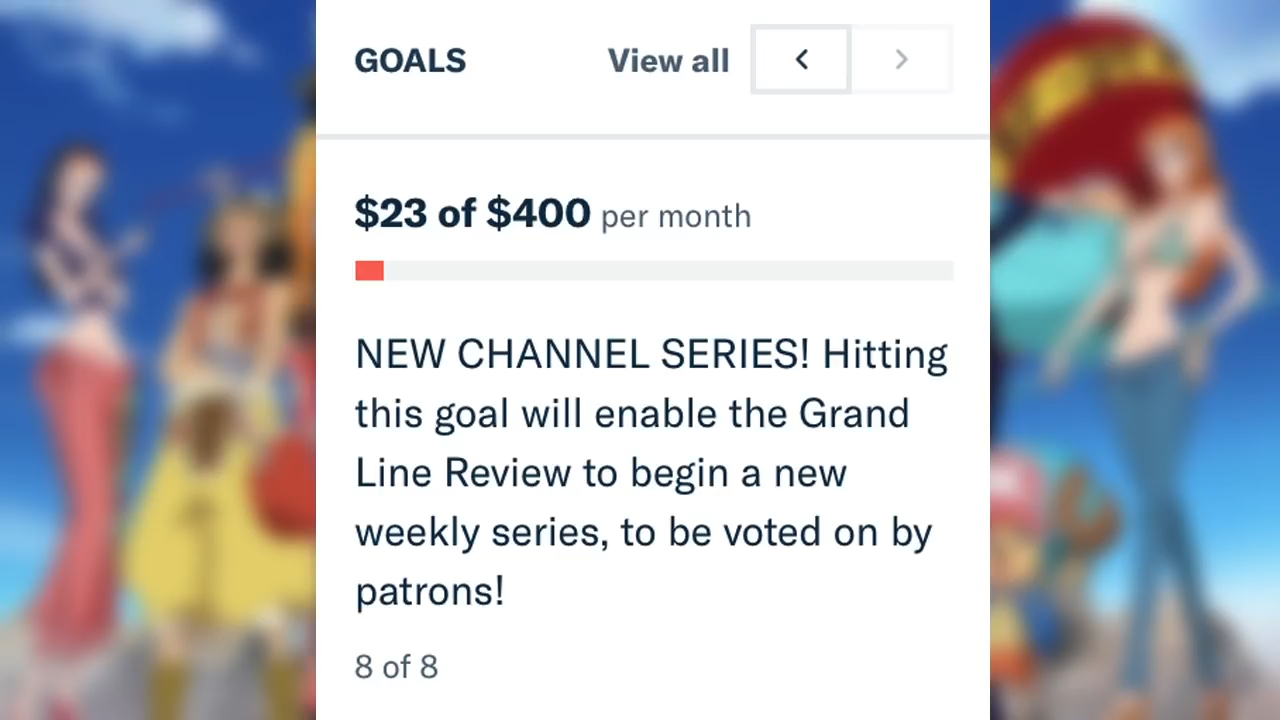 GOALS View all
$23 of $400 per month
NEW CHANNEL SERIES! Hitting
this goal will enable the Grand
Line Review to begin a new
weekly series, to be voted on by
patrons!
8 of 8